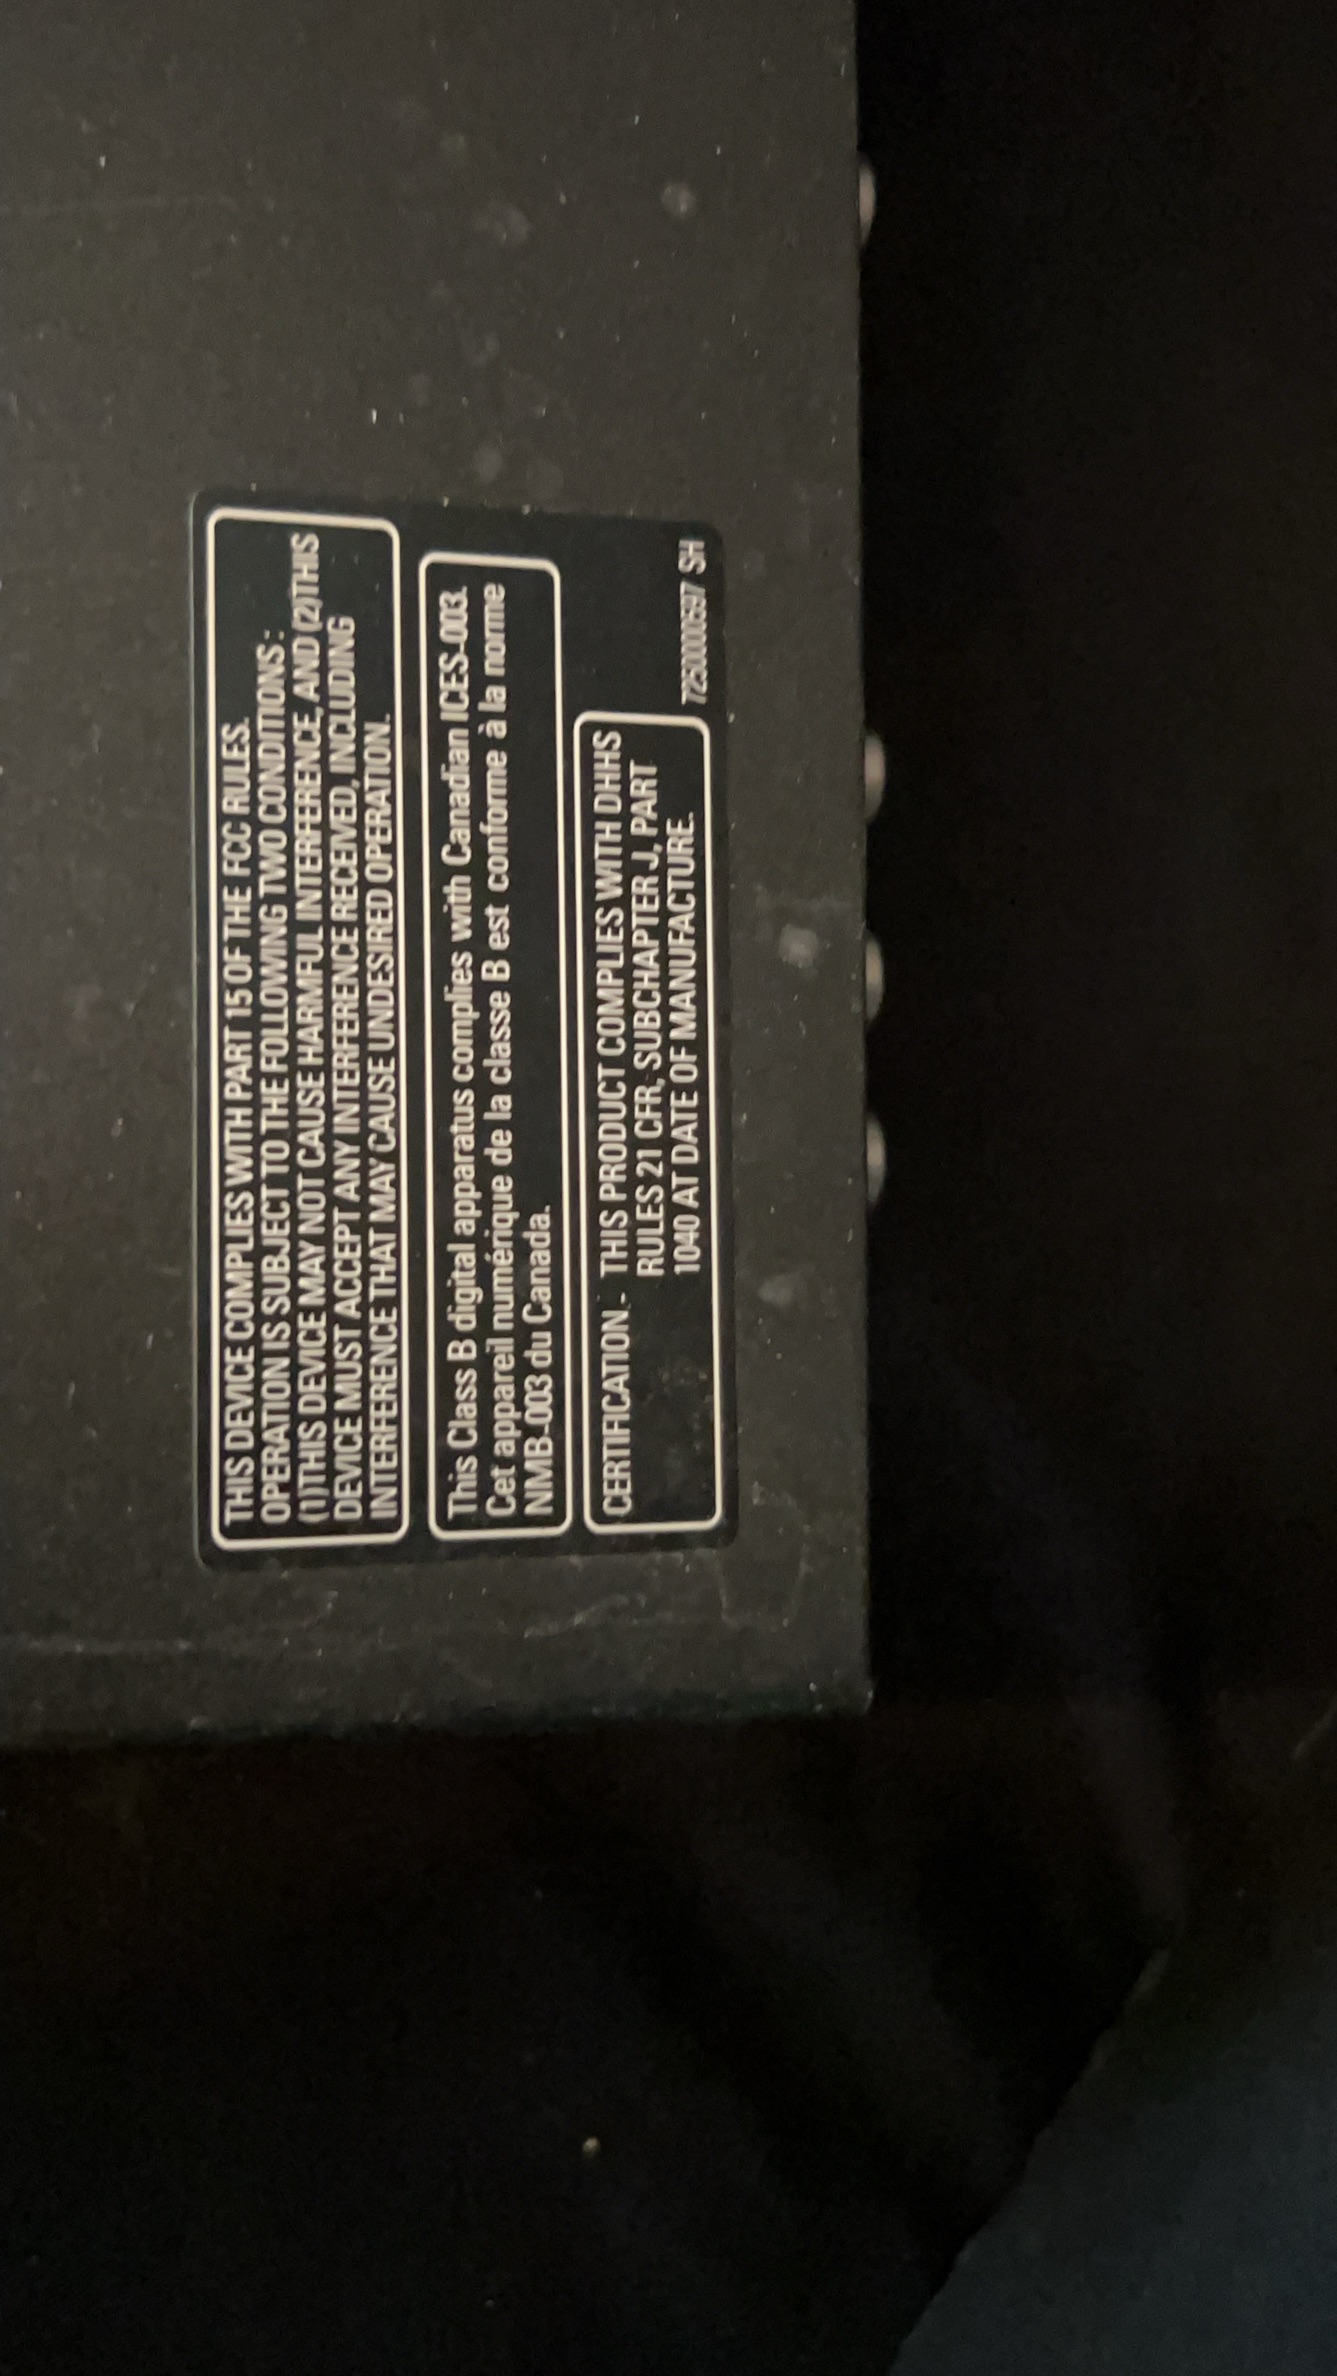 THIS DEVICE COMPLIES WITH PART 15 OF THE FCC RULES.
OPERATION IS SUBJECT TO THE FOLLOWING TWO CONDITIONS :
(1)THIS DEVICE MAY NOT CAUSE HARMFUL INTERFERENCE, AND (2)THIS
DEVICE MUST ACCEPT ANY INTERFERENCE RECEIVED, INCLUDING
INTERFERENCE THAT MAY CAUSE UNDESIRED OPERATION.
This Class B digital apparatus complies with Canadian ICES-003.
Cet appareil numérique de la classe B est conforme à la norme
NMB-003 du Canada.
CERTIFICATION.- THIS PRODUCT COMPLIES WITH DHHS
RULES 21 CFR, SUBCHAPTER J, PART
1040 AT DATE OF MANUFACTURE.
7250000697 SH